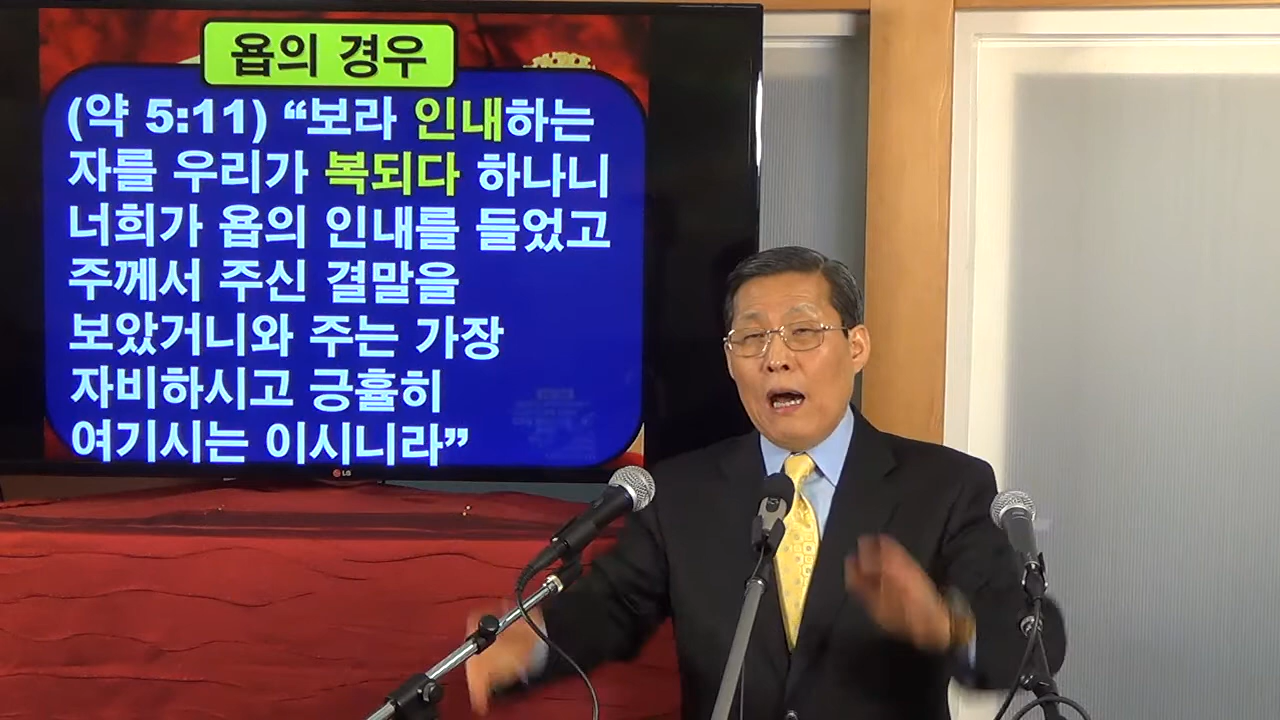 욥의 경우
(약 5:11) “보라 인내하는
자를 우리가 복되다 하나니
너희가 욥의 인내를 들었고
주께서 주신 결말을
보았거니와 주는 가장
자비하시고 긍휼히
여기시는 이시니라”
LG